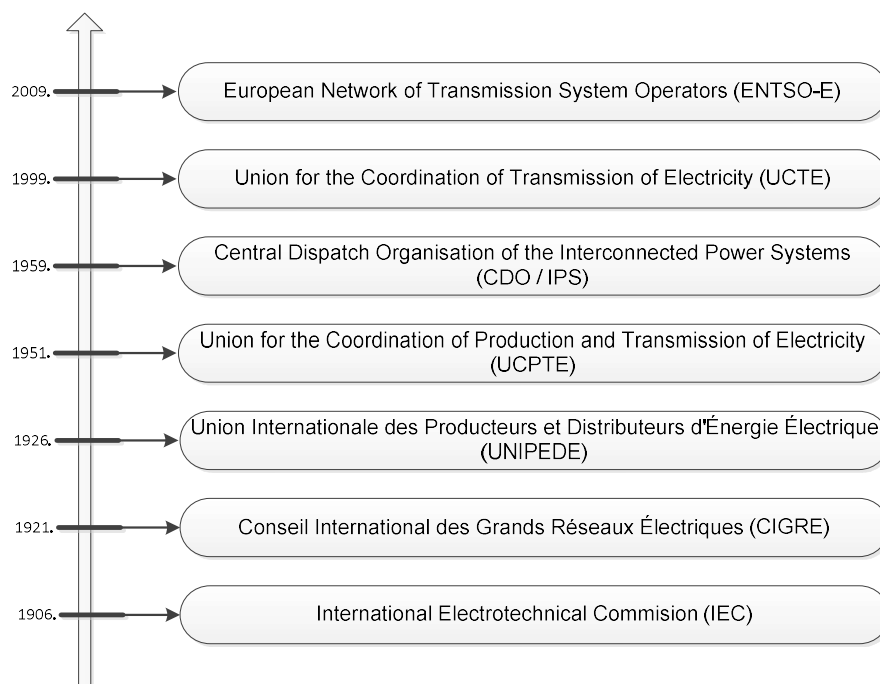 2009.
European Network of Transmission System Operators (ENTSO-E)
1999.
Union for the Coordination of Transmission of Electricity (UCTE)
1959.
Central Dispatch Organisation of the Interconnected Power Systems
(CDO / IPS)
1951.
Union for the Coordination of Production and Transmission of Electricity
(UCPTE)
1926.
Union Internationale des Producteurs et Distributeurs d'Énergie Électrique
(UNIPEDE)
1921.
Conseil International des Grands Réseaux Électriques (CIGRE)
1906.
International Electrotechnical Commision (IEC)